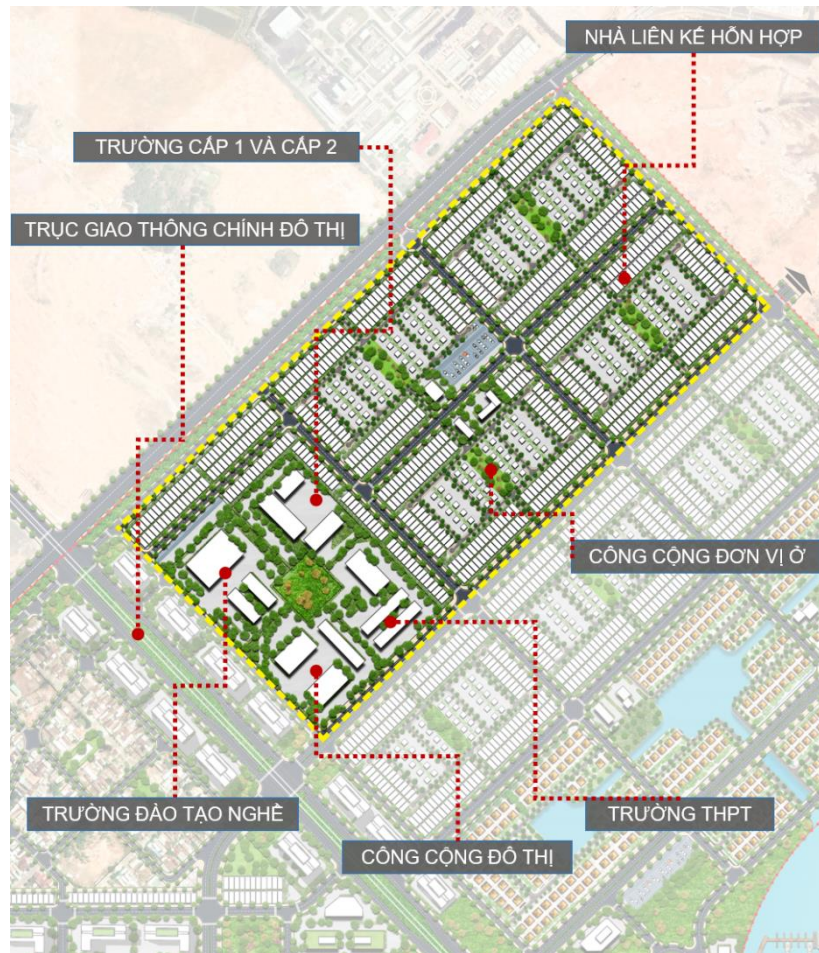 NHÀ LIÊN KẾ HỖN HỢP
TRƯỜNG CẤP 1 VÀ CẤP 2
TRỤC GIAO THÔNG CHÍNH ĐÔ THỊ
CÔNG CỘNG ĐƠN VỊ Ở
TRƯỜNG ĐẢO TẠO NGHỀ
TRƯỜNG THPT
CÔNG CỘNG ĐÔ THỊ